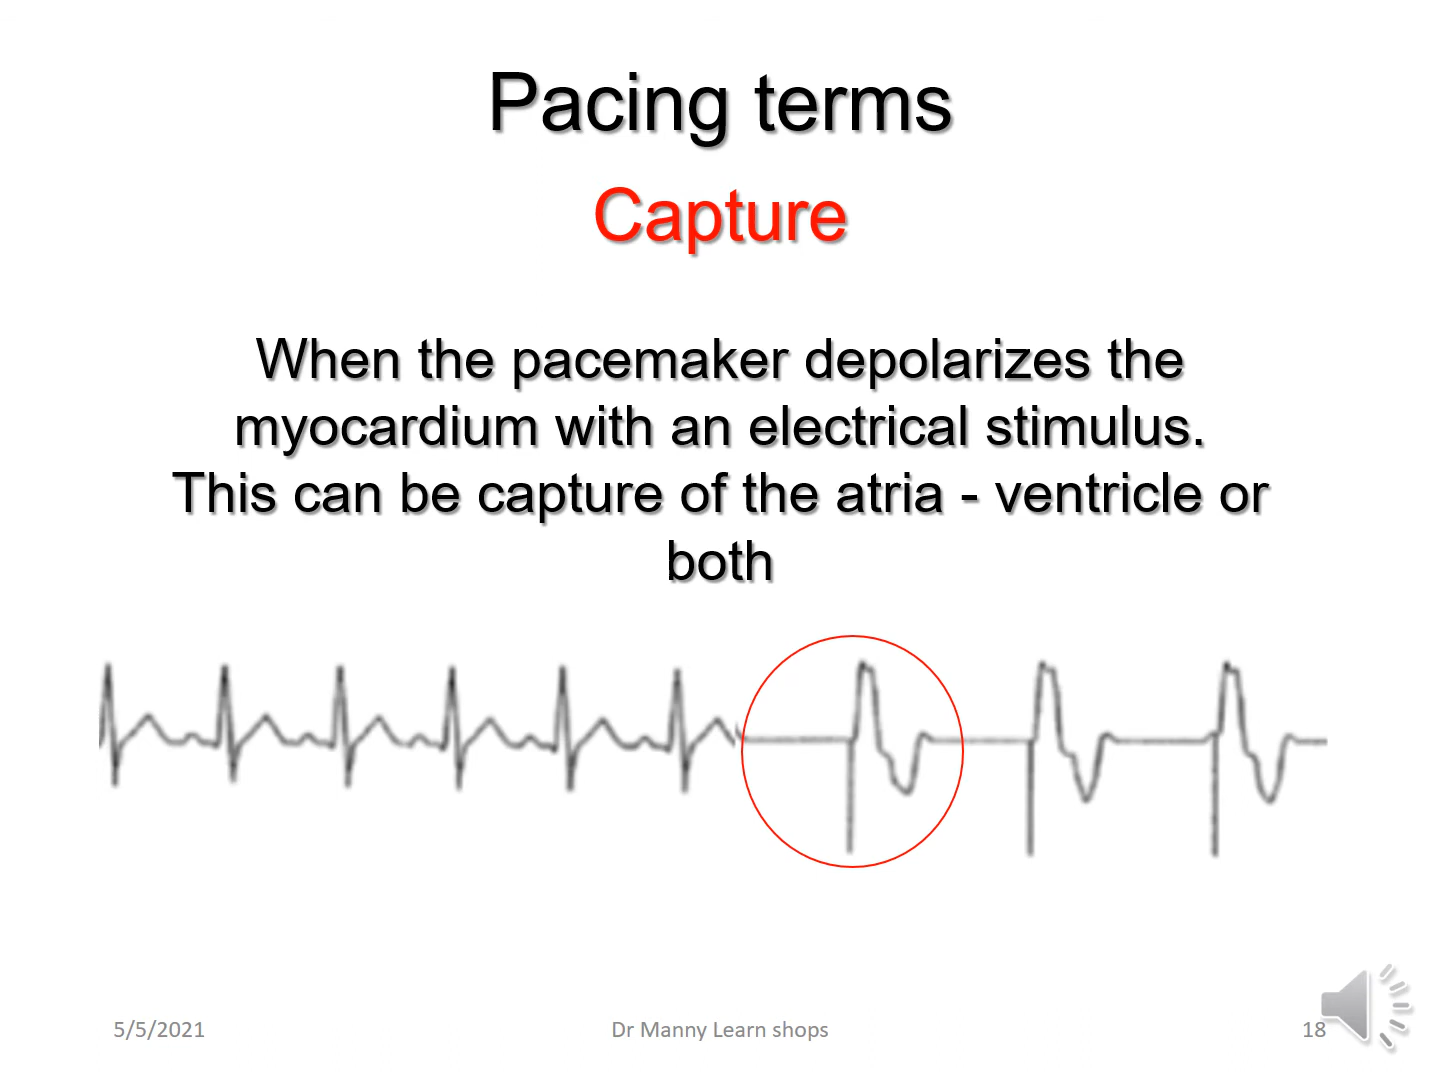 Pacing terms
Capture
When the pacemaker depolarizes the
myocardium with an electrical stimulus.
This can be capture of the atria - ventricle or
both
5/5/2021
Dr Manny Learn shops
18